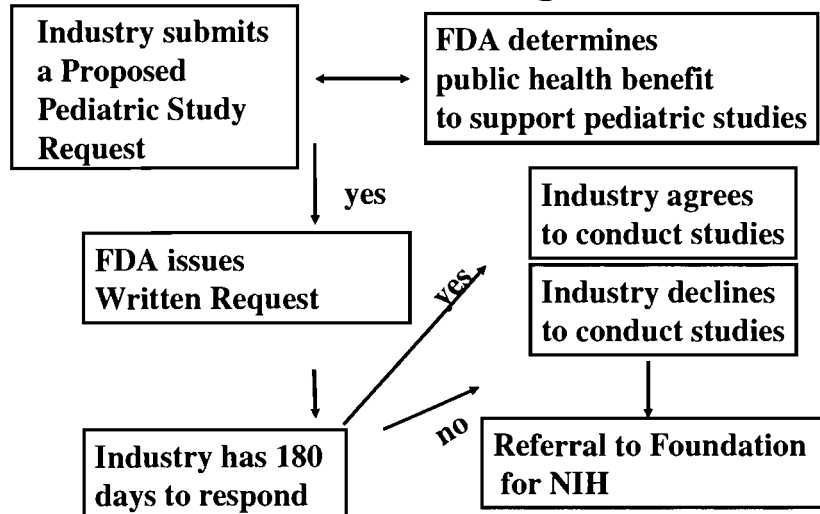 Industry submits
a Proposed
Pediatric Study
Request
FDA determines
public health benefit
to support pediatric studies
yes
FDA issues
Written Request
Industry agrees
to conduct studies
yes
Industry declines
to conduct studies
no
Industry has 180
days to respond
Referral to Foundation
for NIH